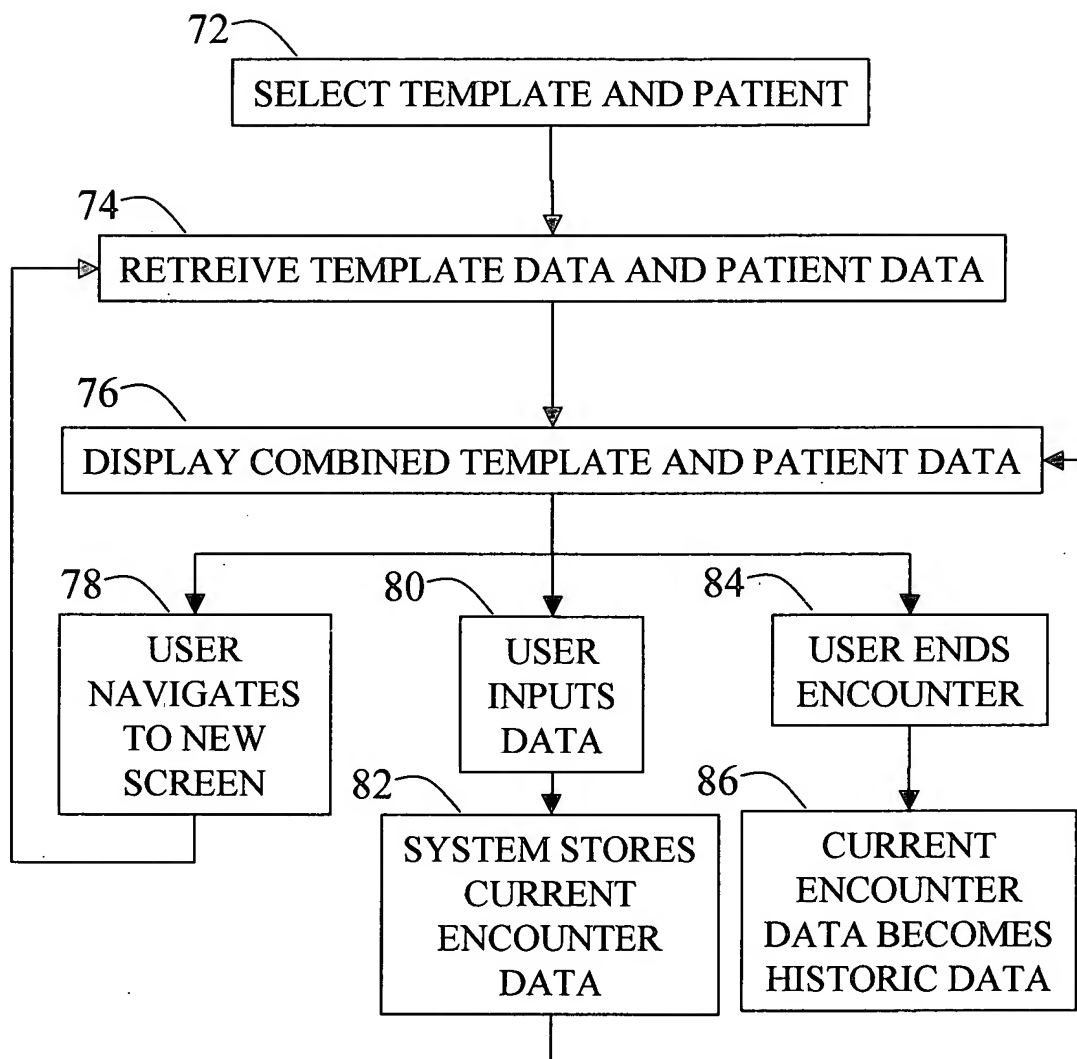 72
SELECT TEMPLATE AND PATIENT
74
RETREIVE TEMPLATE DATA AND PATIENT DATA
76
DISPLAY COMBINED TEMPLATE AND PATIENT DATA
78
USER
NAVIGATES
TO NEW
SCREEN
80
USER
INPUTS
DATA
84
USER ENDS
ENCOUNTER
82
SYSTEM STORES
CURRENT
ENCOUNTER
DATA
86
CURRENT
ENCOUNTER
DATA BECOMES
HISTORIC DATA